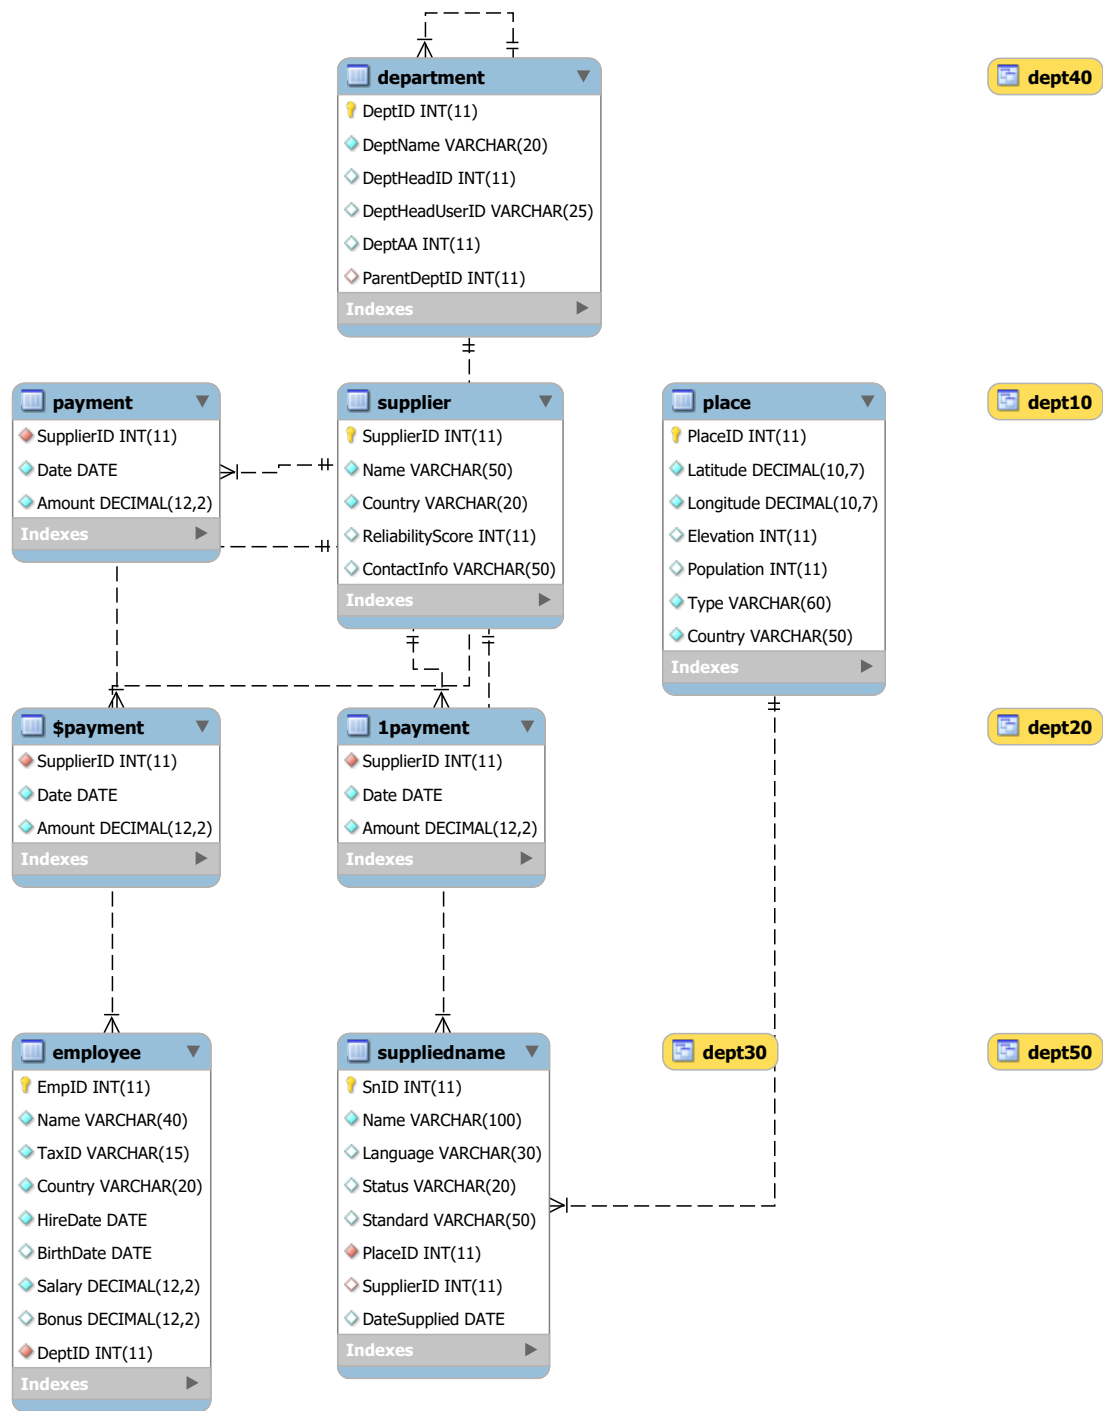 department
DeptID INT(11)
DeptName VARCHAR(20)
DeptHeadID INT(11)
DeptHeadUserID VARCHAR(25)
DeptAA INT(11)
ParentDeptID INT(11)
Indexes
dept40
payment
SupplierID INT(11)
Date DATE
Amount DECIMAL(12,2)
Indexes
supplier
SupplierID INT(11)
Name VARCHAR(50)
Country VARCHAR(20)
ReliabilityScore INT(11)
ContactInfo VARCHAR(50)
Indexes
place
PlaceID INT(11)
Latitude DECIMAL(10,7)
Longitude DECIMAL(10,7)
Elevation INT(11)
Population INT(11)
Type VARCHAR(60)
Country VARCHAR(50)
Indexes
dept10
$payment
SupplierID INT(11)
Date DATE
Amount DECIMAL(12,2)
Indexes
1payment
SupplierID INT(11)
Date DATE
Amount DECIMAL(12,2)
Indexes
dept20
employee
EmpID INT(11)
Name VARCHAR(40)
TaxID VARCHAR(15)
Country VARCHAR(20)
HireDate DATE
BirthDate DATE
Salary DECIMAL(12,2)
Bonus DECIMAL(12,2)
DeptID INT(11)
Indexes
suppliedname
SnID INT(11)
Name VARCHAR(100)
Language VARCHAR(30)
Status VARCHAR(20)
Standard VARCHAR(50)
PlaceID INT(11)
SupplierID INT(11)
DateSupplied DATE
Indexes
dept30
dept50